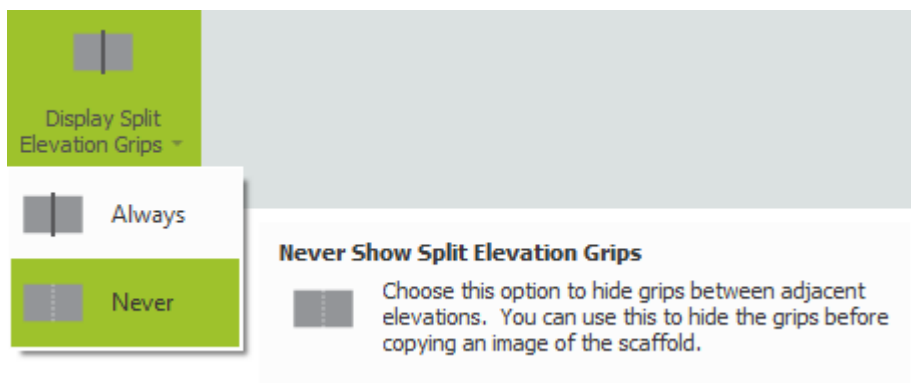 Display Split
Elevation Grips
Always
Never
Never Show Split Elevation Grips
Choose this option to hide grips between adjacent
elevations.  You can use this to hide the grips before
copying an image of the scaffold.